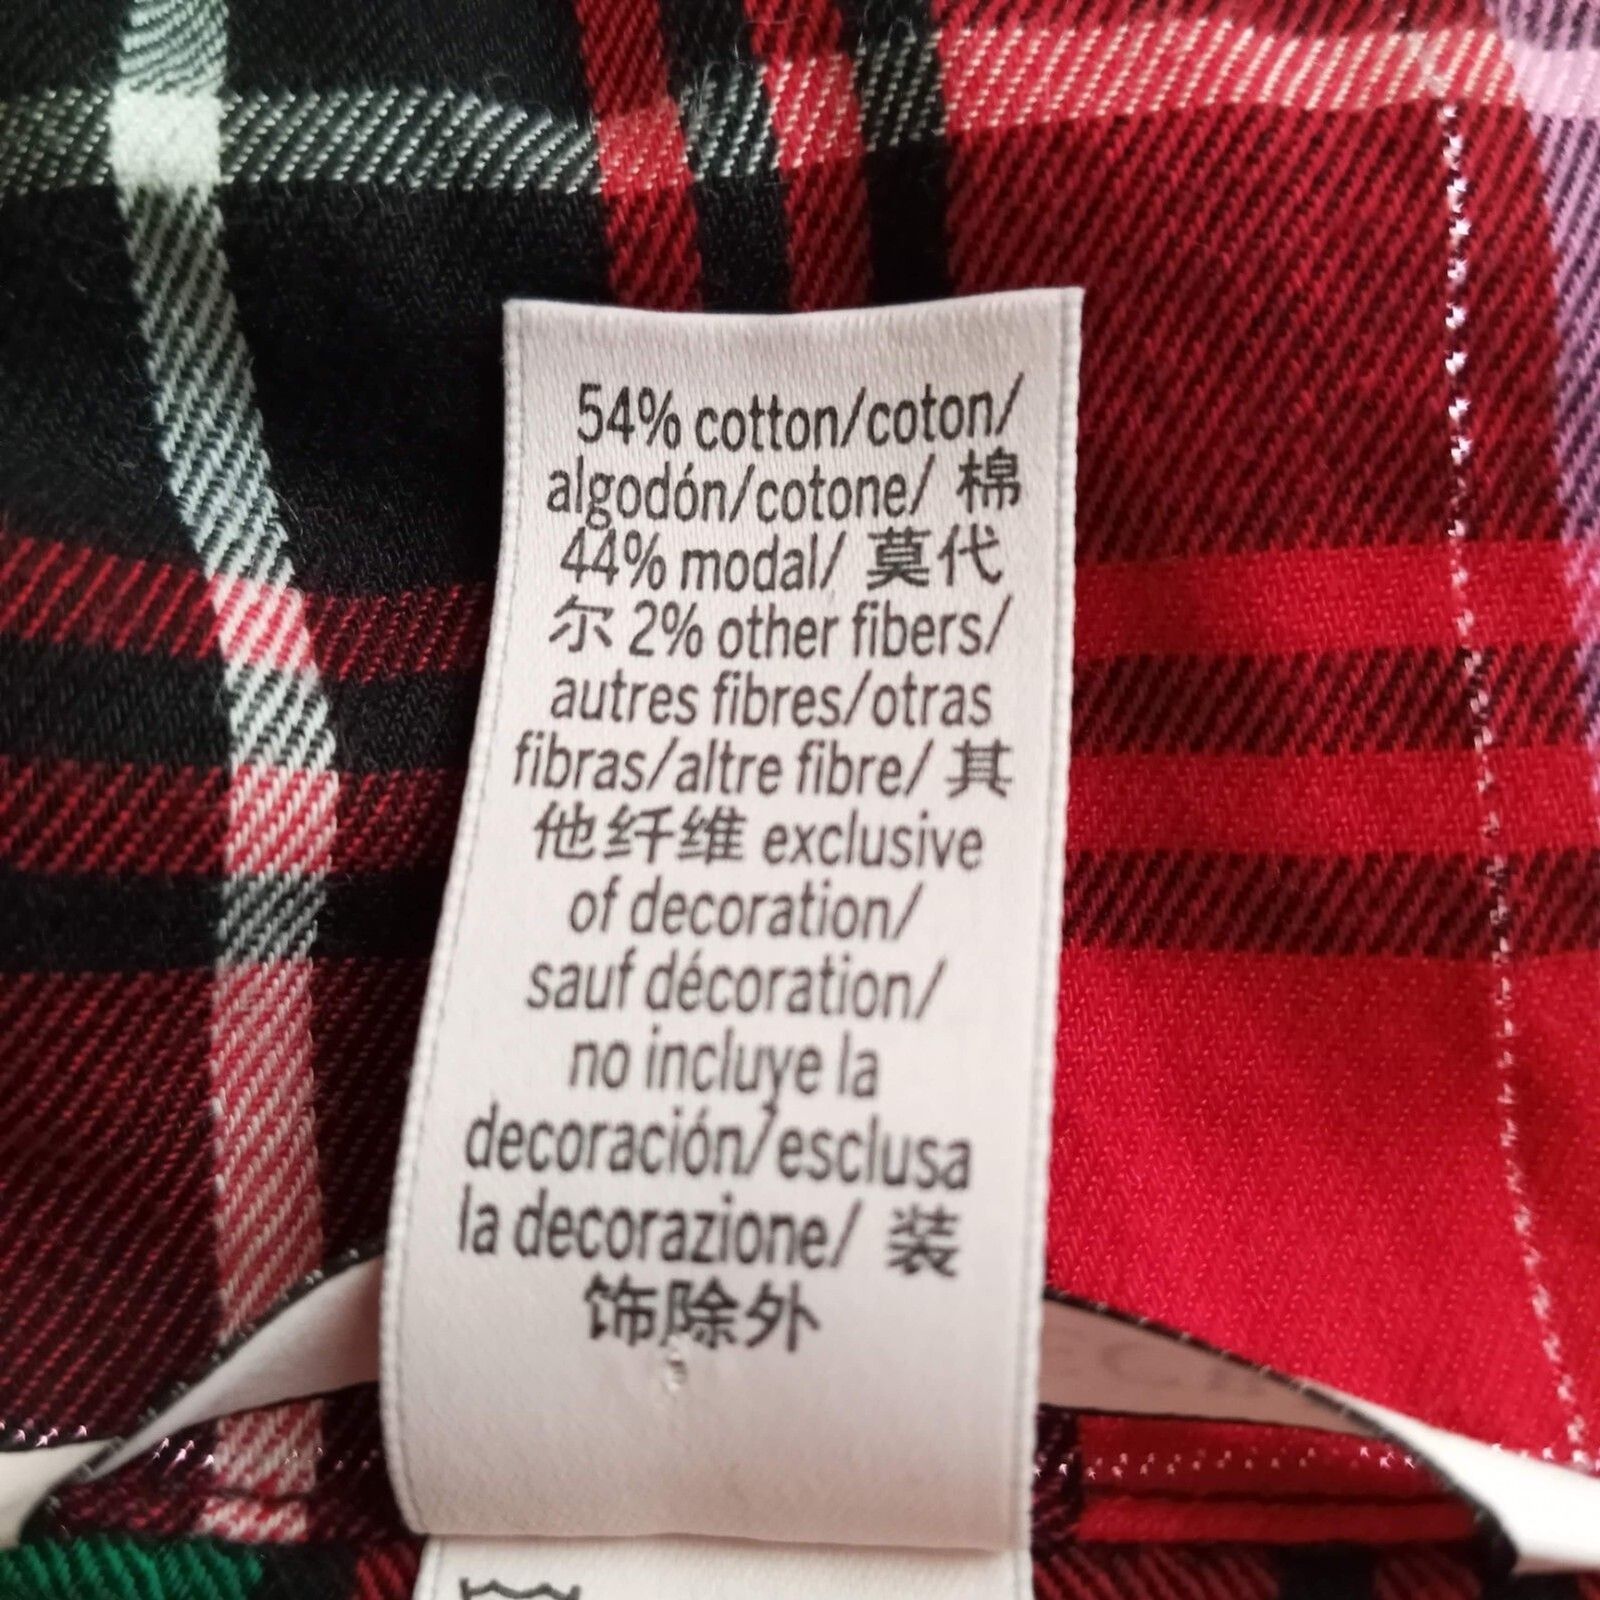 54% cotton/coton/
algodón/cotone/ 棉
44% modal/ 莫代
尔 2% other fibers/
autres fibres/otras
fibras/altre fibre/ 其
他纤维 exclusive
of decoration/
sauf décoration/
no incluye la
decoración/esclusa
la decorazione/ 装
饰除外